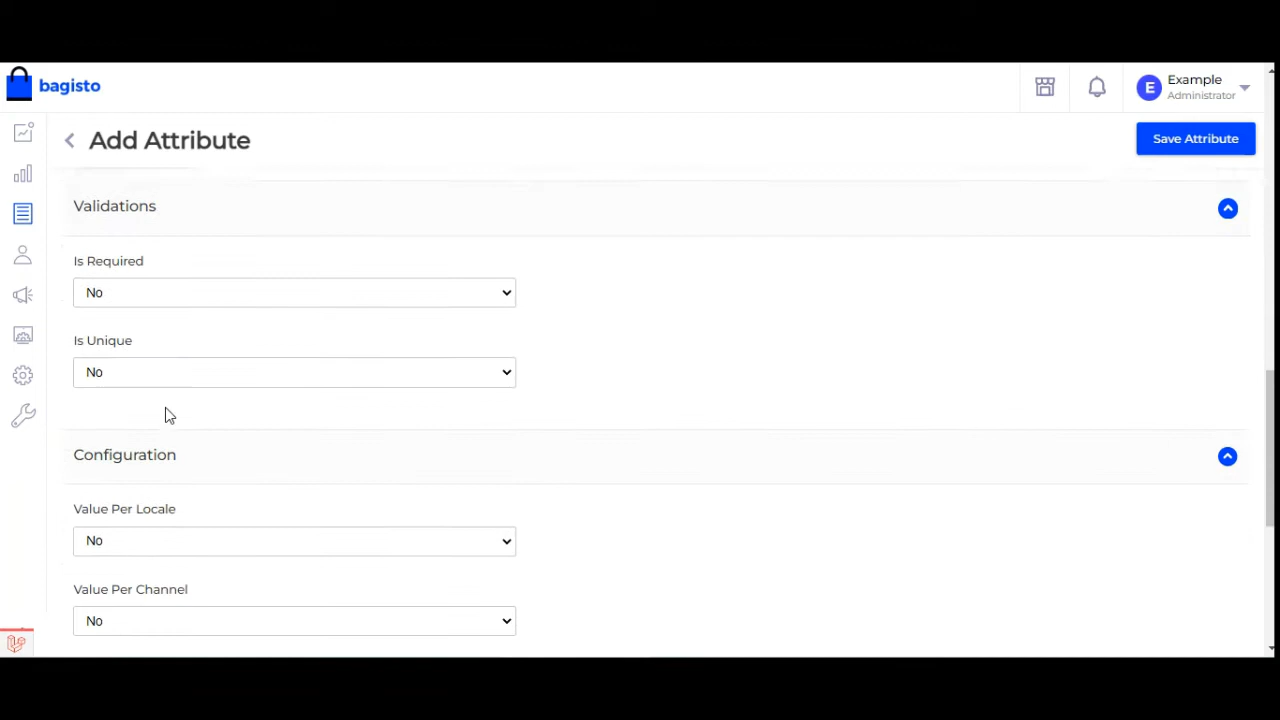 bagisto
Example
E
Administrator
Add Attribute
Save Attribute
Validations
Is Required
No
Is Unique
No
Configuration
Value Per Locale
No
Value Per Channel
No